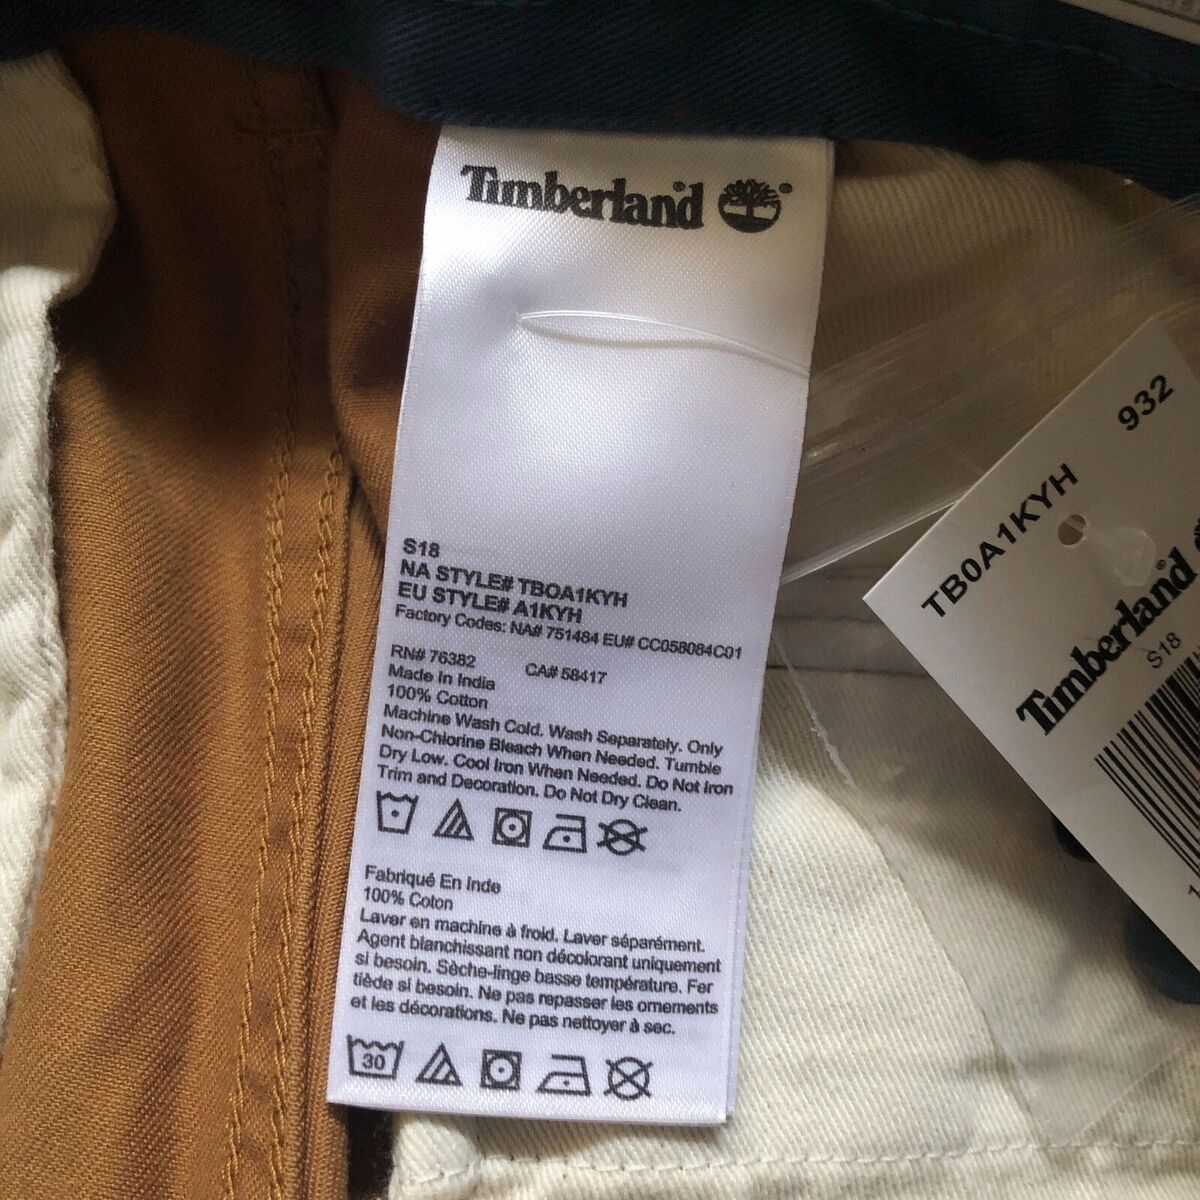 Timberland
S18
NA STYLE# TBOA1KYH
EU STYLE# A1KYH
Factory Codes: NA# 751484 EU# CC058084C01
RN# 76382 CA# 58417
Made In India
100% Cotton
Machine Wash Cold. Wash Separately. Only
Non-Chlorine Bleach When Needed. Tumble
Dry Low. Cool Iron When Needed. Do Not Iron
Trim and Decoration. Do Not Dry Clean.
Fabriqué En Inde
100% Coton
Laver en machine à froid. Laver séparément.
Agent blanchissant non décolorant uniquement
si besoin. Sèche-linge basse température. Fer
tiède si besoin. Ne pas repasser les ornements
et les décorations. Ne pas nettoyer à sec.
30
TB0A1KYH 932
Timberland
S18